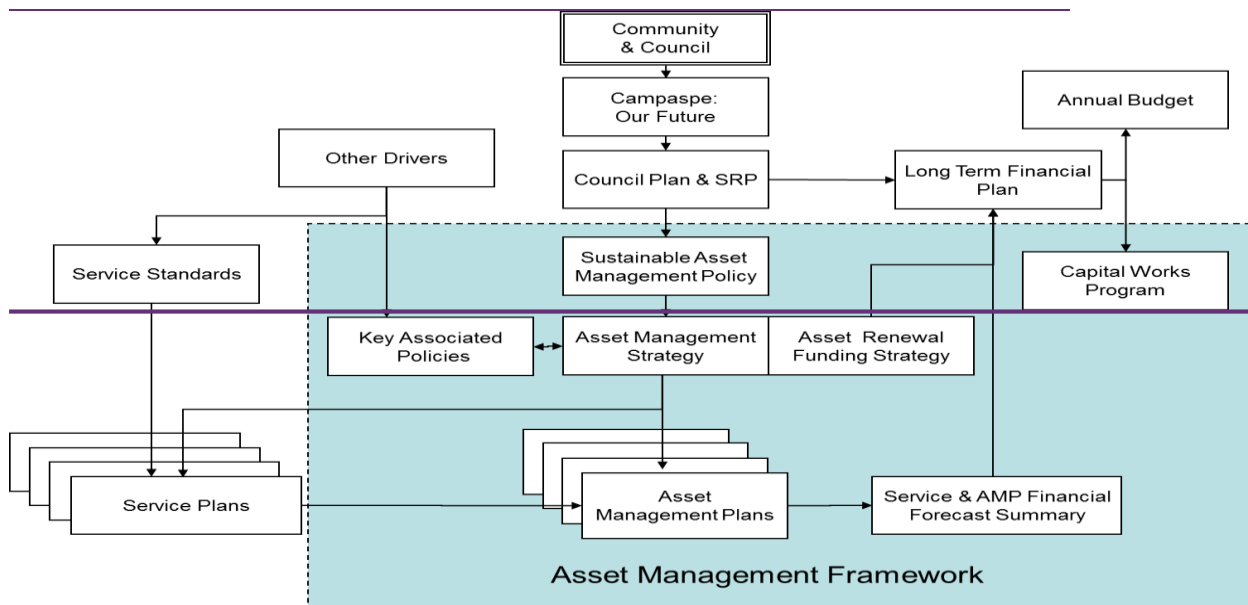 Community
& Council
Campaspe:
Our Future
Annual Budget
Other Drivers
Council Plan & SRP
Long Term Financial
Plan
Service Standards
Sustainable Asset
Management Policy
Capital Works
Program
Key Associated
Policies
Asset Management
Strategy
Asset Renewal
Funding Strategy
Service Plans
Asset
Management Plans
Service & AMP Financial
Forecast Summary
Asset Management Framework